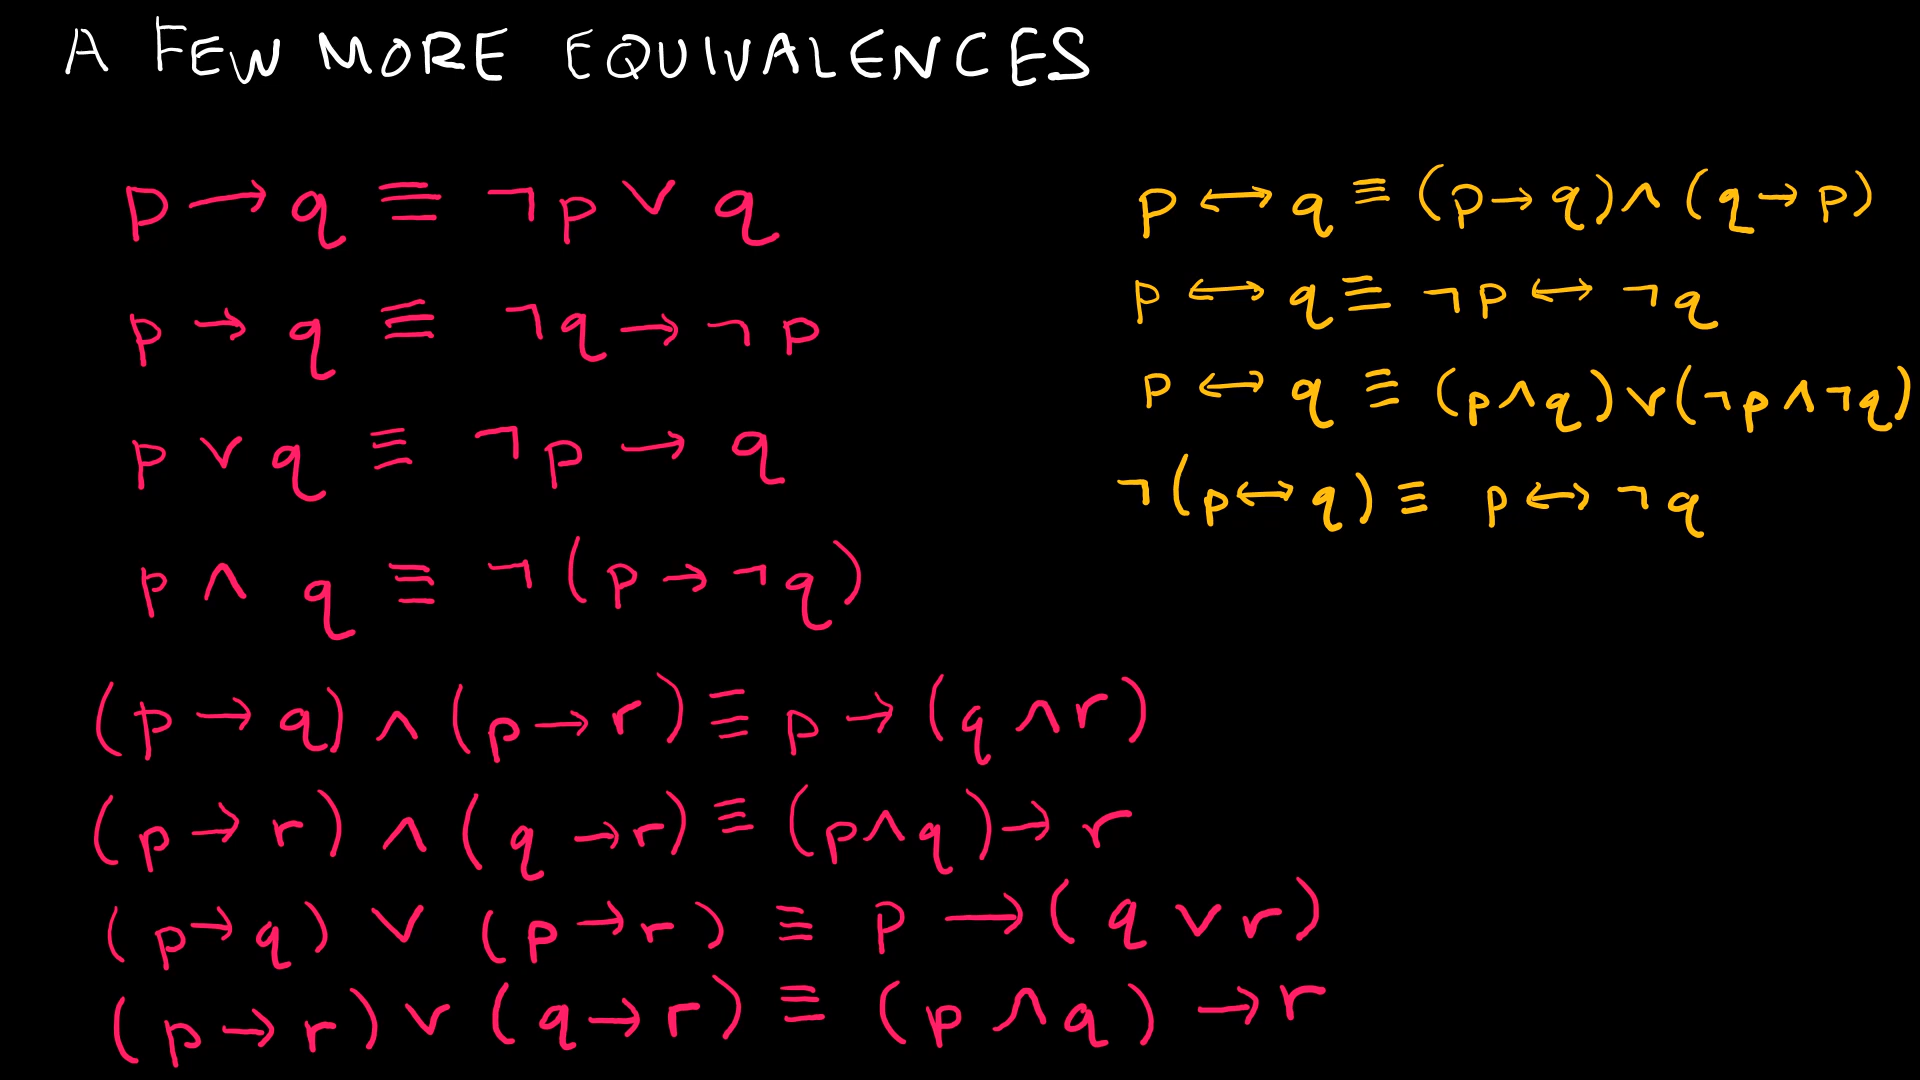 A FEW MORE EQUIVALENCES
p → q ≡ ¬p ∨ q
p → q ≡ ¬q → ¬p
p ∨ q ≡ ¬p → q
p ∧ q ≡ ¬(p → ¬q)
(p → q) ∧ (p → r) ≡ p → (q ∧ r)
(p → r) ∧ (q → r) ≡ (p ∧ q) → r
(p → q) ∨ (p → r) ≡ p → (q ∨ r)
(p → r) ∨ (q → r) ≡ (p ∧ q) → r
p ↔ q ≡ (p → q) ∧ (q → p)
p ↔ q ≡ ¬p ↔ ¬q
p ↔ q ≡ (p ∧ q) ∨ (¬p ∧ ¬q)
¬(p ↔ q) ≡ p ↔ ¬q